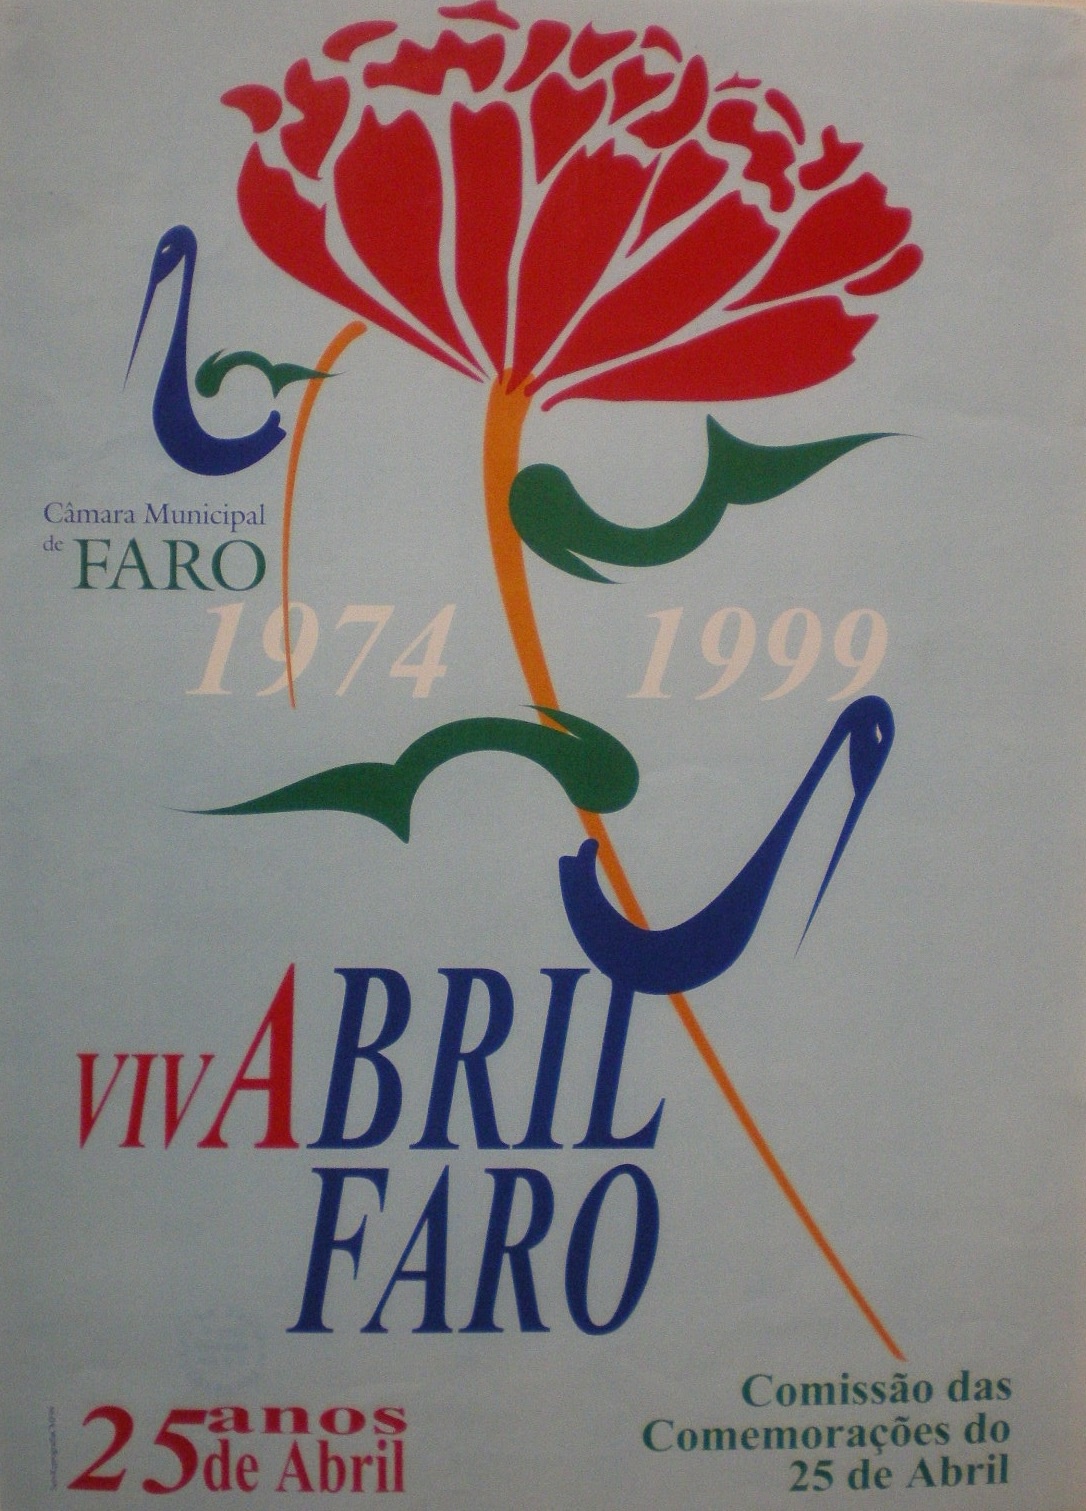 Câmara Municipal
de FARO
1974 1999
VIVABRIL
FARO
25 anos
de Abril
Comissão das
Comemorações do
25 de Abril